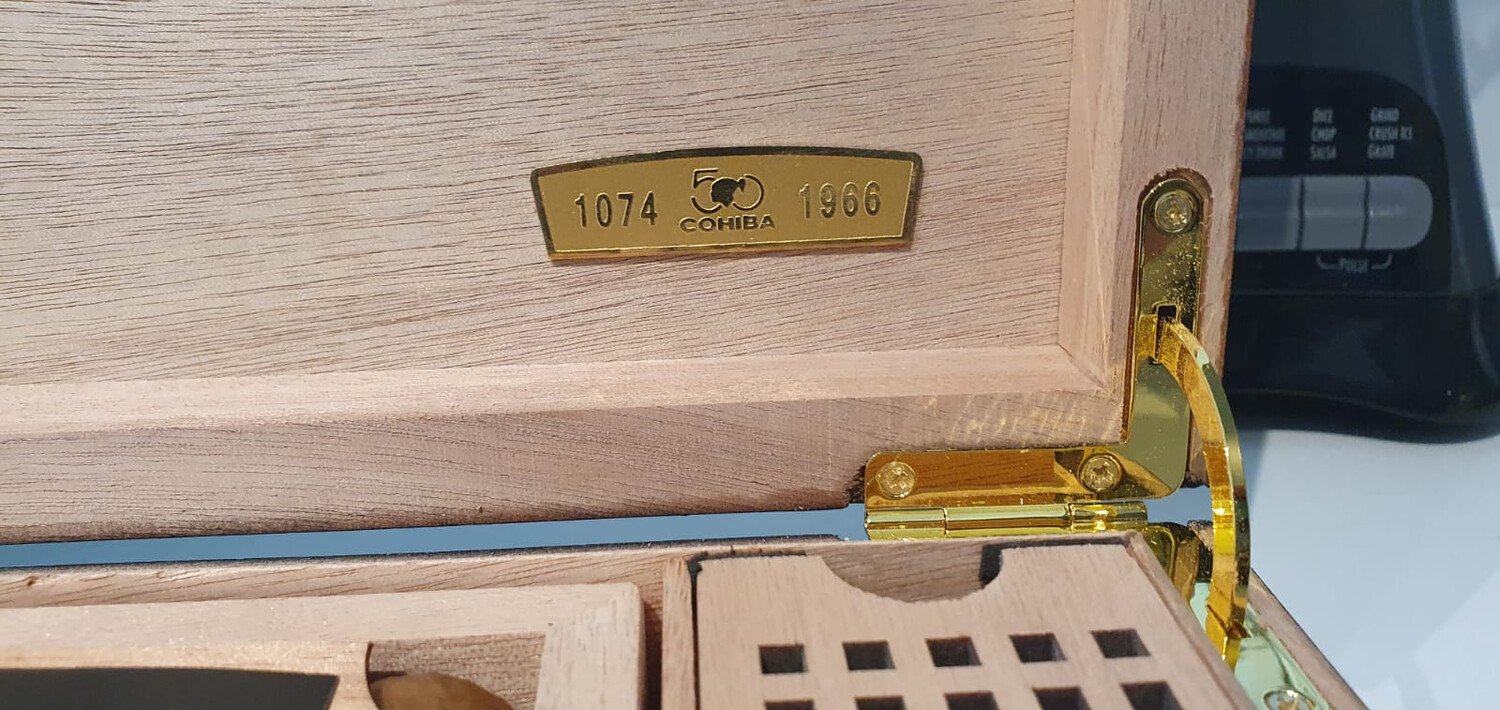 1074 50 COHIBA 1966
DICE GRIND
CHOP CRUSH ICE
SALSA GRATE
PULSE